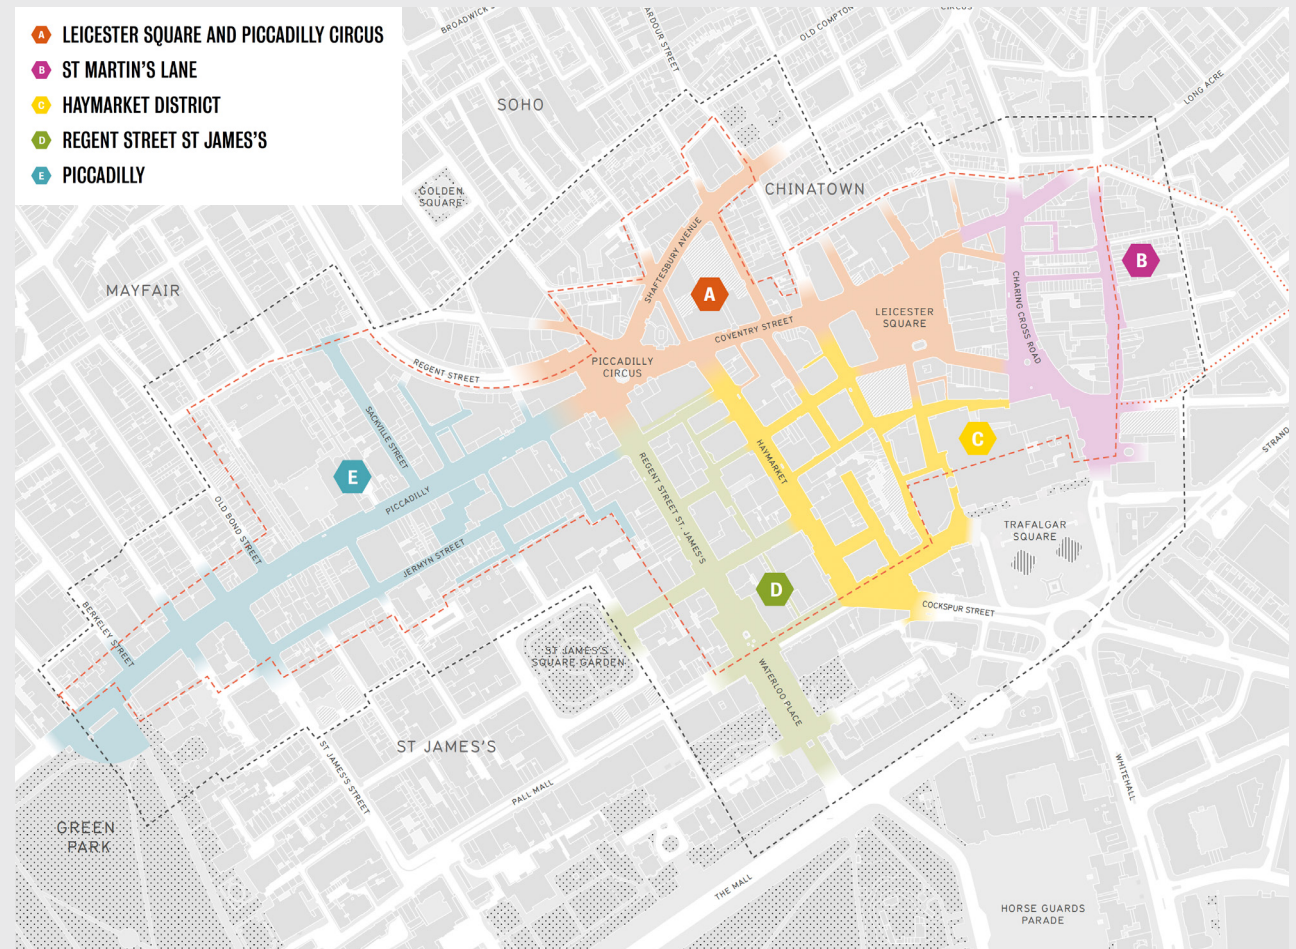 A LEICESTER SQUARE AND PICCADILLY CIRCUS
B ST MARTIN'S LANE
C HAYMARKET DISTRICT
D REGENT STREET ST JAMES'S
E PICCADILLY
OLD COMPTON
SOHO
LONG ACRE
GOLDEN
SQUARE
CHINATOWN
MAYFAIR
SHAFTESBURY AVENUE
A
B
CHARING CROSS ROAD
LEICESTER
SQUARE
COVENTRY STREET
PICCADILLY
CIRCUS
REGENT STREET
SACKVILLE STREET
C
HAYMARKET
STRAND
E
PICCADILLY
REGENT STREET ST. JAMES'S
OLD BOND STREET
JERMYN STREET
TRAFALGAR
SQUARE
D
COCKSPUR STREET
BERKELEY STREET
ST JAMES'S
SQUARE GARDEN
WATERLOO PLACE
ST JAMES'S
ST JAMES'S STREET
PALL MALL
WHITEHALL
GREEN
PARK
THE MALL
HORSE GUARDS
PARADE